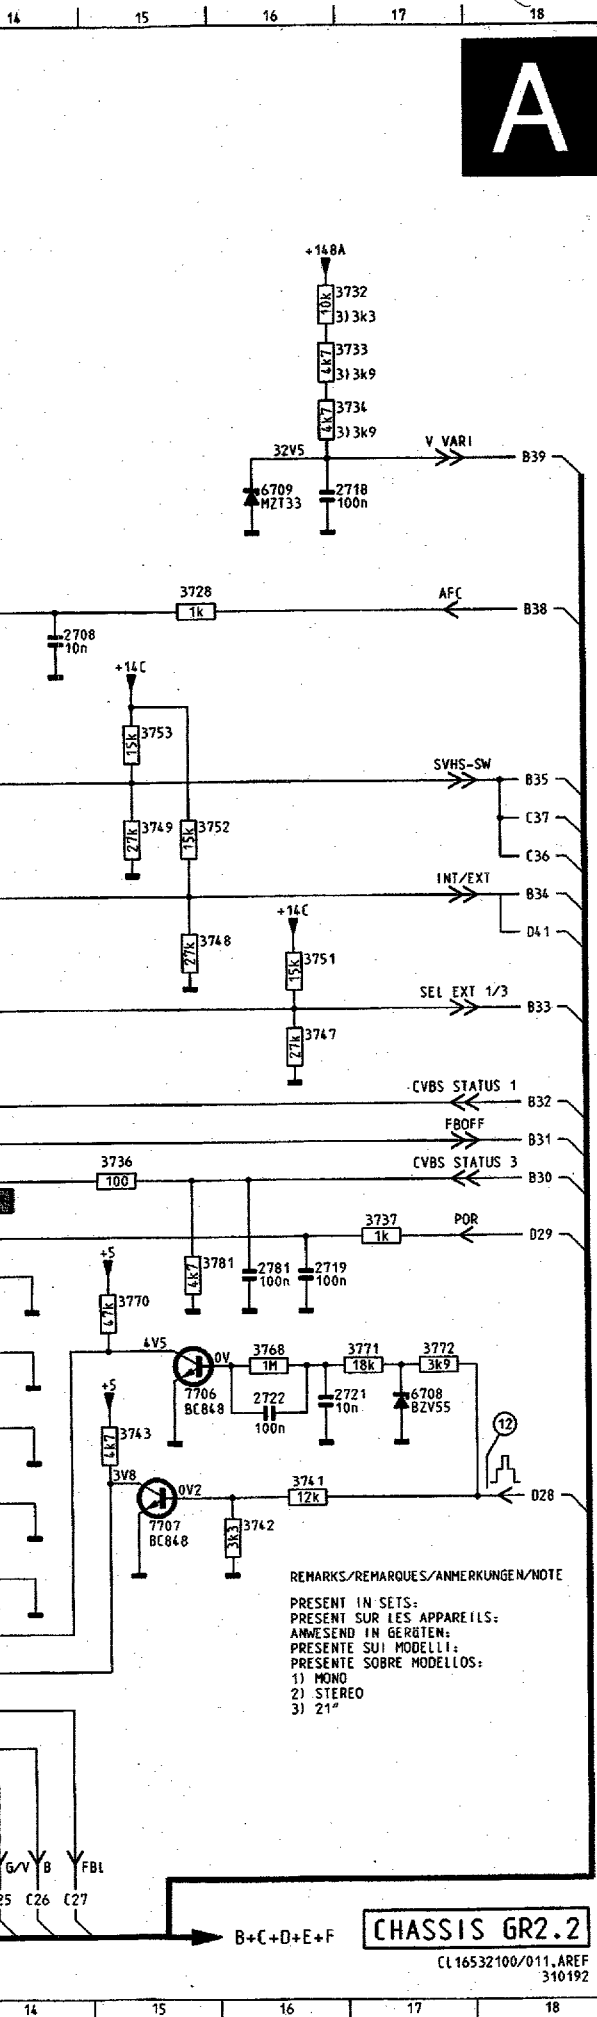 14 15 16 17 18
A
+148A
10k 3732
3)3k3
4k7 3733
3)3k9
4k7 3734
3)3k9
32V5
V VARI
B39
6709
MZT33
2718
100n
3728
1k
AFC
B38
2708
10n
+14C
15k 3753
SVHS-SW
B35
27k 3749
15k 3752
C37
C36
INT/EXT
B34
+14C
D41
27k 3748
15k 3751
SEL EXT 1/3
B33
27k 3747
CVBS STATUS 1
B32
FBOFF
B31
3736
100
CVBS STATUS 3
B30
3737
1k
POR
D29
+5
4k7 3781
2781
100n
2719
100n
47k 3770
4V5
0V
3768
1M
3771
18k
3772
3k9
7706
BC848
2722
100n
2721
10n
6708
BZV55
+5
4k7 3743
12
3V8
0V2
3741
12k
D28
7707
BC848
3k3 3742
REMARKS/REMARQUES/ANMERKUNGEN/NOTE
PRESENT IN SETS:
PRESENT SUR LES APPAREILS:
ANWESEND IN GERÄTEN:
PRESENTE SUI MODELLI:
PRESENTE SOBRE MODELLOS:
1) MONO
2) STEREO
3) 21"
G/V B FBL
25 C26 C27
B+C+D+E+F
CHASSIS GR2.2
CL16532100/011.AREF
310192
14 15 16 17 18